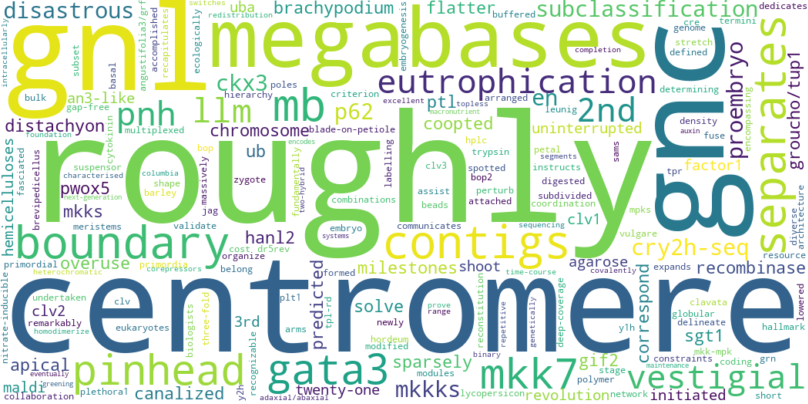 disastrous
gnl
megabases
uba
brachypodium
flatter
buffered
switches
redistribution
embryogenesis
subclassification
cre
termini
genome
stretch
defined
dedicates
intracellularly
angustifolia3/grf
recapitulated
accomplished
ecologically
subset
basal
hierarchy
poles
criterion
ckx3
eutrophication
completion
gnc
separates
groucho/tup1
proembryo
encompassing
determining
density
auxin
fuse
bulk
an3-like
gap-free
pnh
llm
mb
p62
excellent
topless
macronutrient
arranged
leunig
ptl
en
2nd
distachyon
foundation
multiplexed
cytokinin
chromosome
blade-on-petiole
coopted
uninterrupted
hemicelluloses
fasciated
brevipedicellus
suspensor
pwox5
mkks
meristems
columbia
next-generation
characterised
shape
barley
bop
zygote
massively
jag
ub
encodes
fundamentally
two-hybrid
roughly
labelling
clv3
hplc
trypsin
segments
petal
instructs
sams
factor1
tpr
combinations
assist
beads
spotted
bop2
attached
perturb
digested
subdivided
coordination
mpks
clv1
vulgare
diverse
architecture
resource
boundary
validate
hanl2
embryo
systems
communicates
sequencing
contigs
cry2h-seq
organize
cost_dr5rev
primordial
overuse
primordia
heterochromatic
corepressors
belong
formed
milestones
shoot
time-course
agarose
covalently
expands
recombinase
correspond
centromere
nitrate-inducible
undertaken
clv
clv2
remarkably
homodimerize
eukaryotes
biologists
three-fold
plt1
3rd
arms
tpl-rd
predicted
solve
prove
range
newly
modified
hordeum
reconstitution
repetitive
genetically
deep-coverage
y1h
globular
delineate
clavata
hallmark
lowered
sgt1
constraints
mkk-mpk
apical
pinhead
recognizable
gata3
sparsely
modules
mkk7
gif2
stage
polymer
binary
coding
grn
maintenance
vestigial
collaboration
eventually
greening
maldi
plethoral
canalized
y2h
adaxial/abaxial
twenty-one
mkkks
lycopersicon
revolution
network
initiated
short